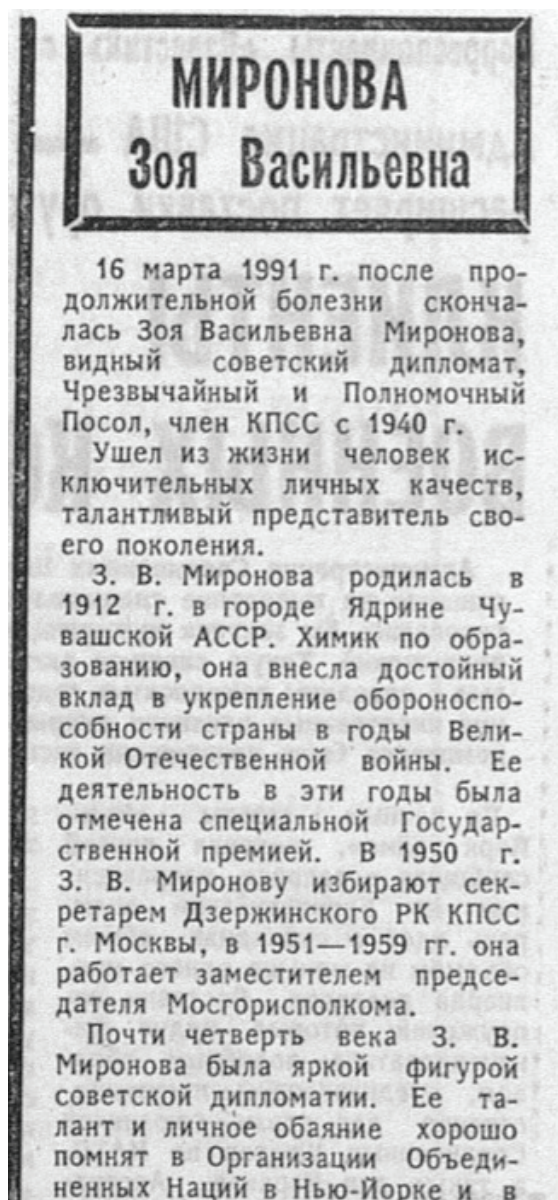 МИРОНОВА
Зоя Васильевна
16 марта 1991 г. после про-
должительной болезни сконча-
лась Зоя Васильевна Миронова,
видный советский дипломат,
Чрезвычайный и Полномочный
Посол, член КПСС с 1940 г.
Ушел из жизни человек ис-
ключительных личных качеств,
талантливый представитель сво-
его поколения.
З. В. Миронова родилась в
1912 г. в городе Ядрине Чу-
вашской АССР. Химик по об-
разованию, она внесла достойный
вклад в укрепление обороноспо-
собности страны в годы Вели-
кой Отечественной войны. Ее
деятельность в эти годы была
отмечена специальной Государ-
ственной премией. В 1950 г.
З. В. Миронову избирают сек-
ретарем Дзержинского РК КПСС
г. Москвы, в 1951—1959 гг. она
работает заместителем предсе-
дателя Мосгорисполкома.
Почти четверть века З. В.
Миронова была яркой фигурой
советской дипломатии. Ее та-
лант и личное обаяние хорошо
помнят в Организации Объеди-
ненных Наций в Нью-Йорке и в